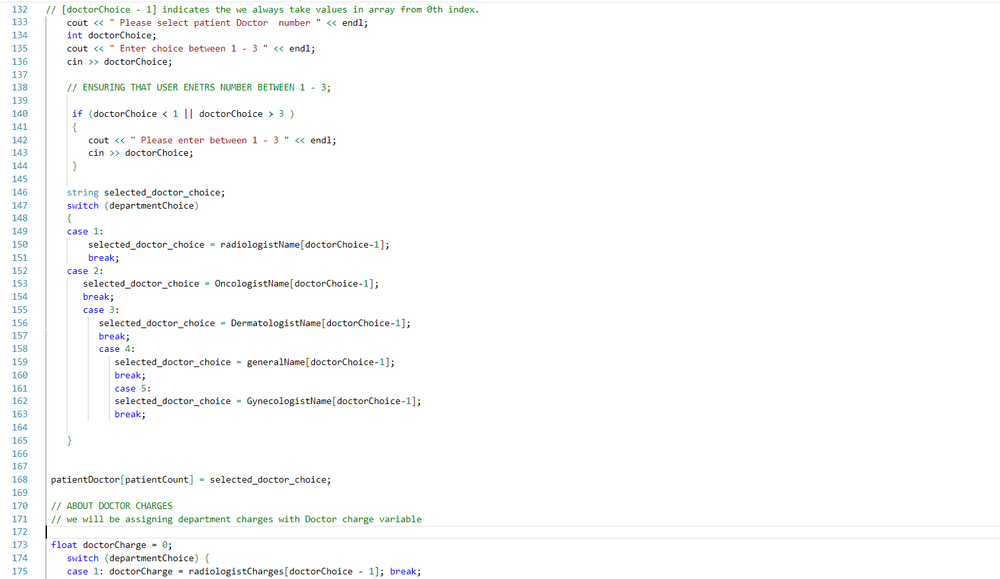 132 // [doctorChoice - 1] indicates the we always take values in array from 0th index.
133 cout << " Please select patient Doctor  number " << endl;
134 int doctorChoice;
135 cout << " Enter choice between 1 - 3 " << endl;
136 cin >> doctorChoice;
137
138 // ENSURING THAT USER ENETRS NUMBER BETWEEN 1 - 3;
139
140 if (doctorChoice < 1 || doctorChoice > 3 )
141 {
142 cout << " Please enter between 1 - 3 " << endl;
143 cin >> doctorChoice;
144 }
145
146 string selected_doctor_choice;
147 switch (departmentChoice)
148 {
149 case 1:
150 selected_doctor_choice = radiologistName[doctorChoice-1];
151 break;
152 case 2:
153 selected_doctor_choice = OncologistName[doctorChoice-1];
154 break;
155 case 3:
156 selected_doctor_choice = DermatologistName[doctorChoice-1];
157 break;
158 case 4:
159 selected_doctor_choice = generalName[doctorChoice-1];
160 break;
161 case 5:
162 selected_doctor_choice = GynecologistName[doctorChoice-1];
163 break;
164
165 }
166
167
168 patientDoctor[patientCount] = selected_doctor_choice;
169
170 // ABOUT DOCTOR CHARGES
171 // we will be assigning department charges with Doctor charge variable
172
173 float doctorCharge = 0;
174 switch (departmentChoice) {
175 case 1: doctorCharge = radiologistCharges[doctorChoice - 1]; break;